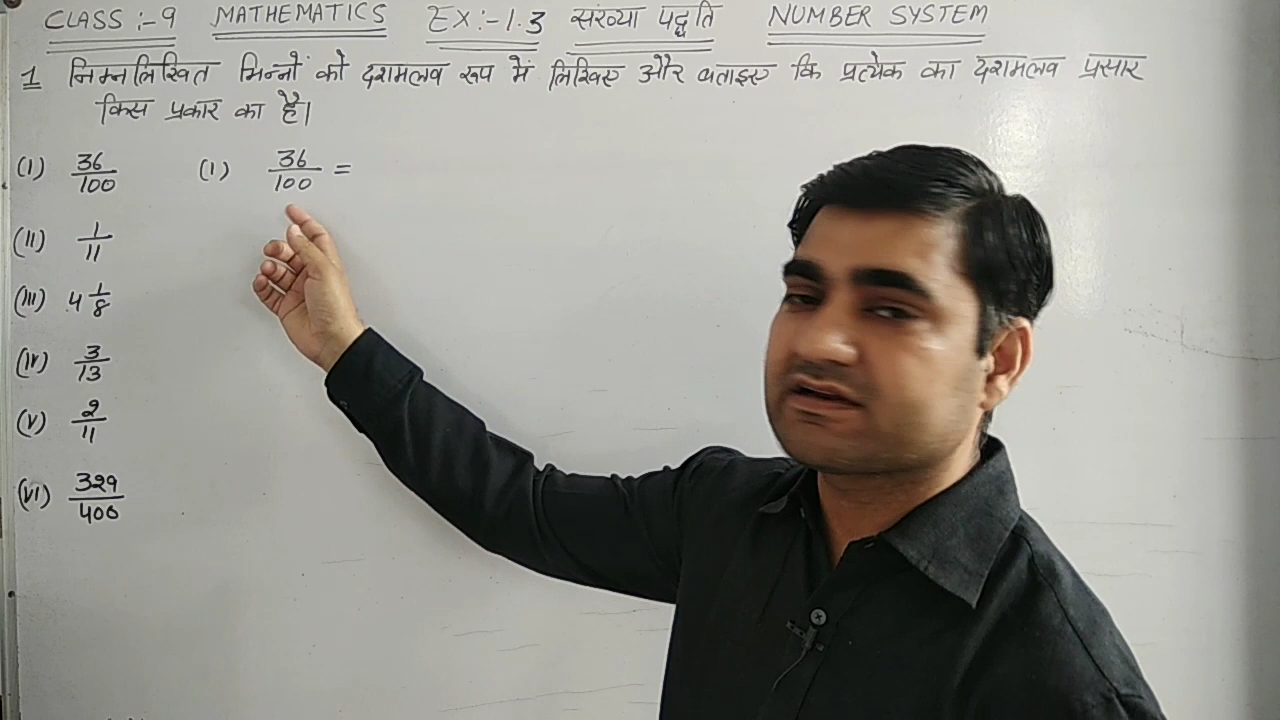 CLASS :- 9 MATHEMATICS EX:-1.3 संख्या पद्धति NUMBER SYSTEM
1 निम्नलिखित भिन्नों को दशमलव रूप में लिखिए और बताइए कि प्रत्येक का दशमलव प्रसार
किस प्रकार का है।
(I) 36/100 (I) 36/100 =
(II) 1/11
(III) 4 1/8
(IV) 3/13
(V) 2/11
(VI) 329/400